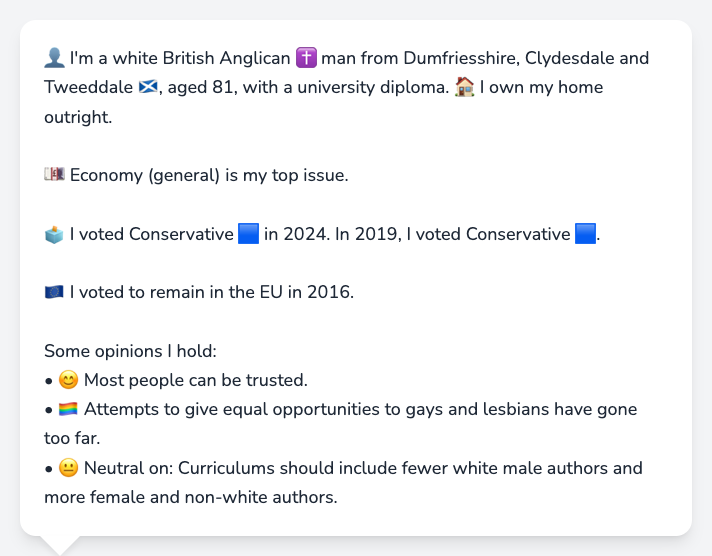 👤 I'm a white British Anglican ✝️ man from Dumfriesshire, Clydesdale and
Tweeddale 🏴󠁧󠁢󠁳󠁣󠁴󠁿, aged 81, with a university diploma. 🏠 I own my home
outright.
💷 Economy (general) is my top issue.
🗳️ I voted Conservative 🟦 in 2024. In 2019, I voted Conservative 🟦.
🇪🇺 I voted to remain in the EU in 2016.
Some opinions I hold:
• 😊 Most people can be trusted.
• 🏳️‍🌈 Attempts to give equal opportunities to gays and lesbians have gone
too far.
• 😐 Neutral on: Curriculums should include fewer white male authors and
more female and non-white authors.